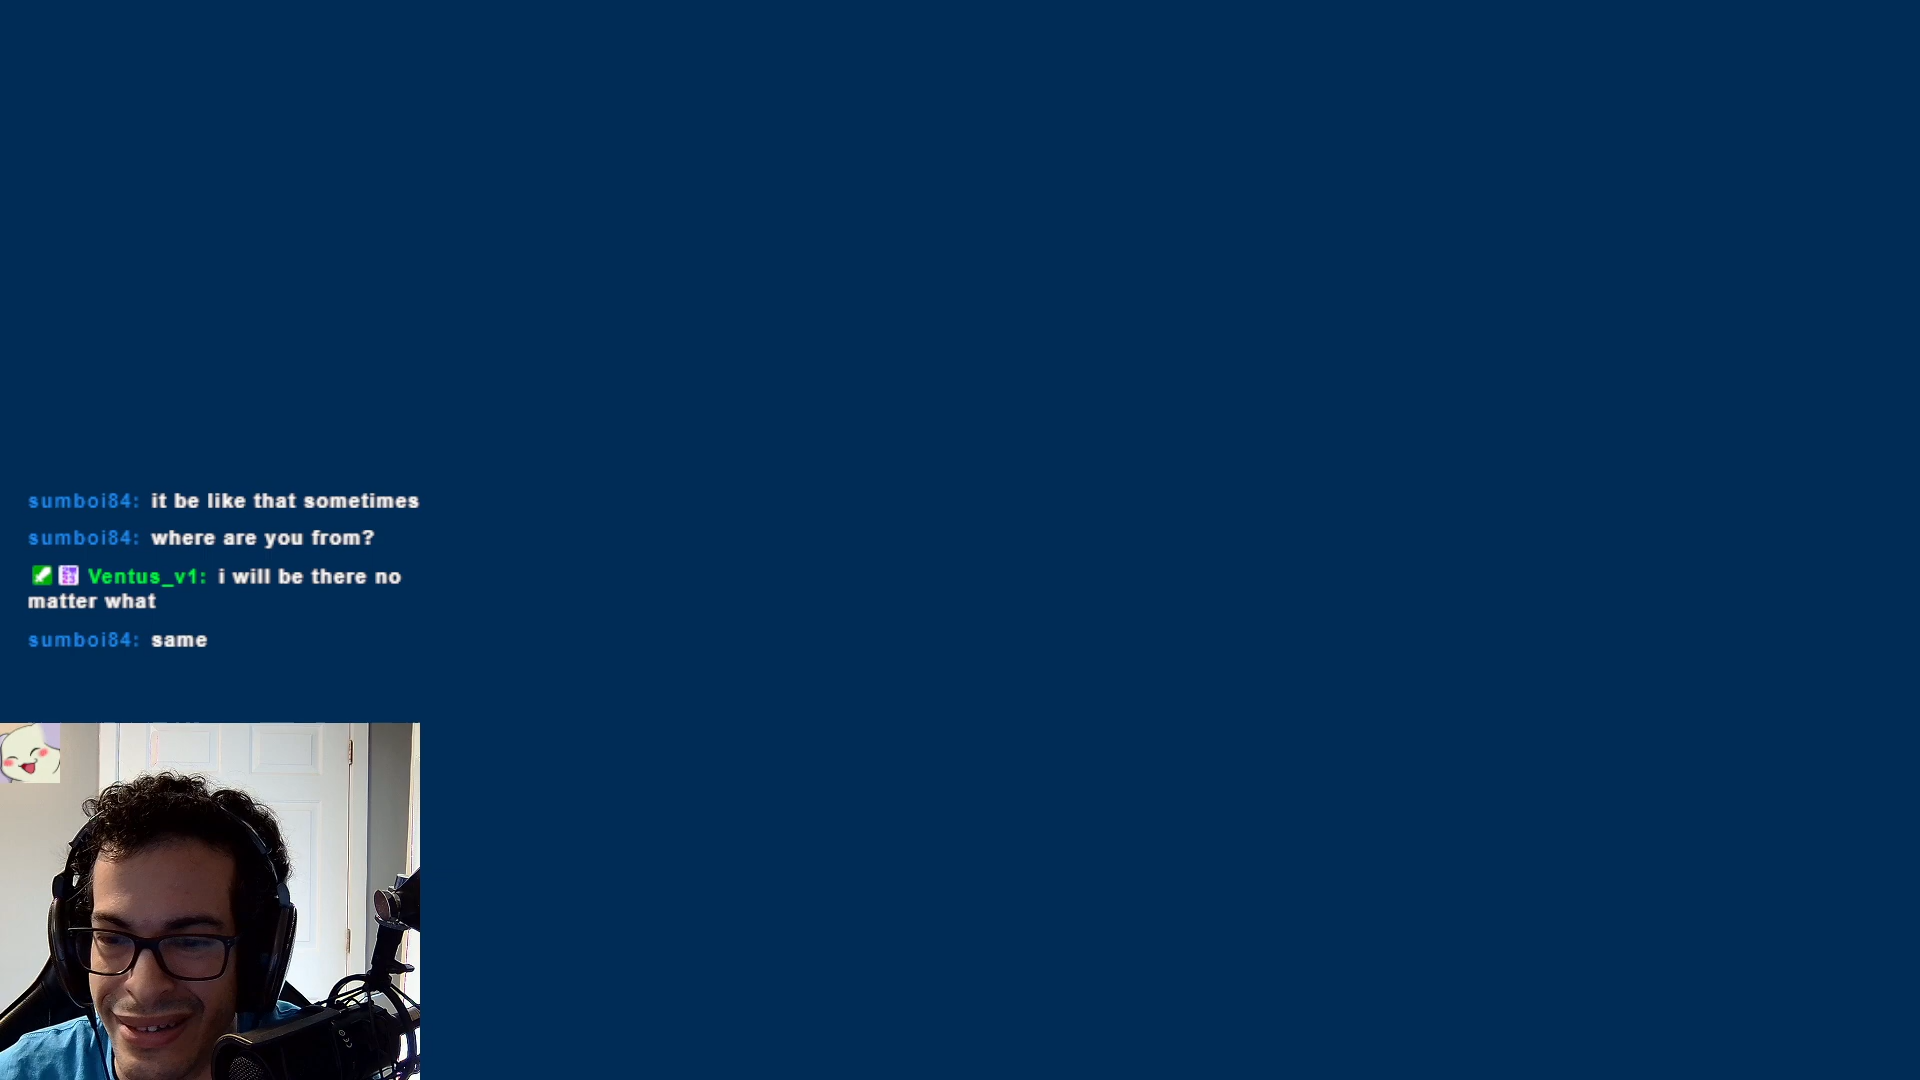 sumboi84: it be like that sometimes
sumboi84: where are you from?
Ventus_v1: i will be there no
matter what
sumboi84: same